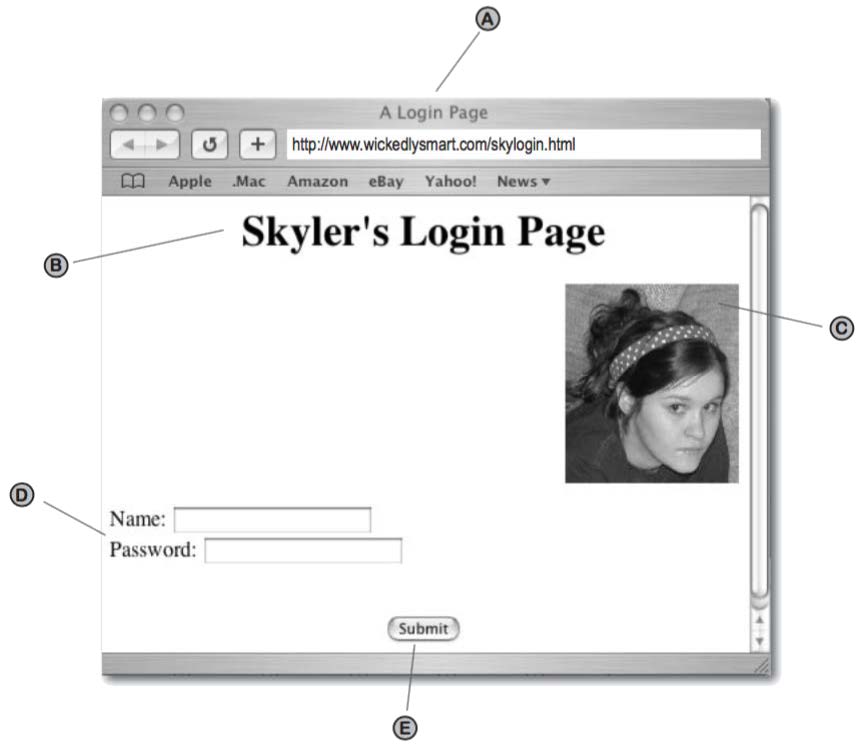 A
A Login Page
http://www.wickedlysmart.com/skylogin.html
Apple .Mac Amazon eBay Yahoo! News ▾
Skyler's Login Page
B
C
D
Name:
Password:
Submit
E